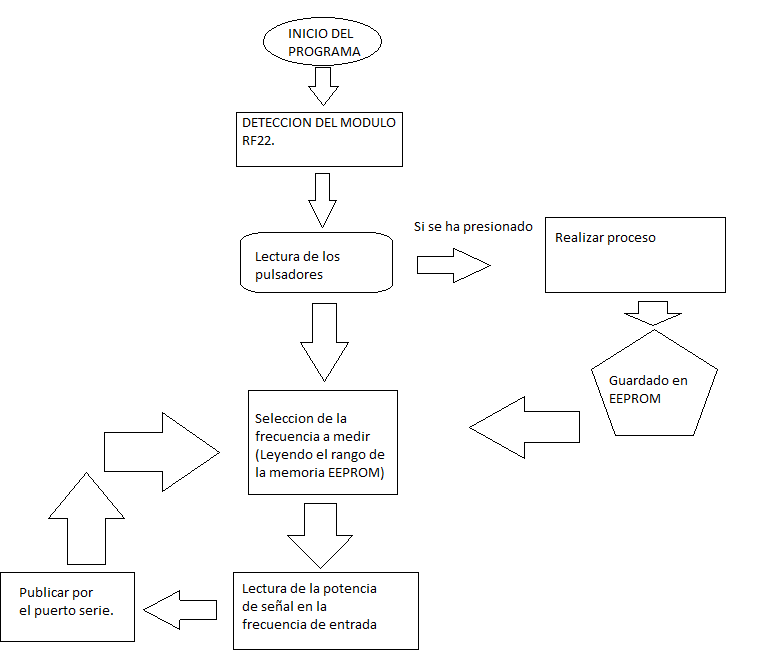 INICIO DEL
PROGRAMA
DETECCION DEL MODULO
RF22.
Lectura de los
pulsadores
Si se ha presionado
Realizar proceso
Guardado en
EEPROM
Seleccion de la
frecuencia a medir
(Leyendo el rango de
la memoria EEPROM)
Lectura de la potencia
de señal en la
frecuencia de entrada
Publicar por
el puerto serie.